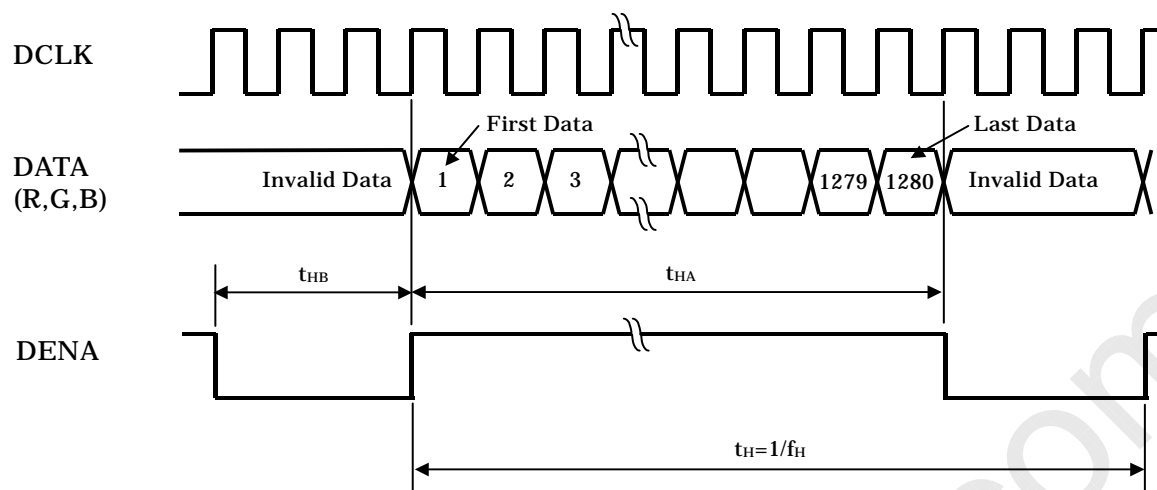 DCLK
First Data
Last Data
DATA
(R,G,B)
Invalid Data
1
2
3
1279
1280
Invalid Data
tHB
tHA
DENA
tH=1/fH
com